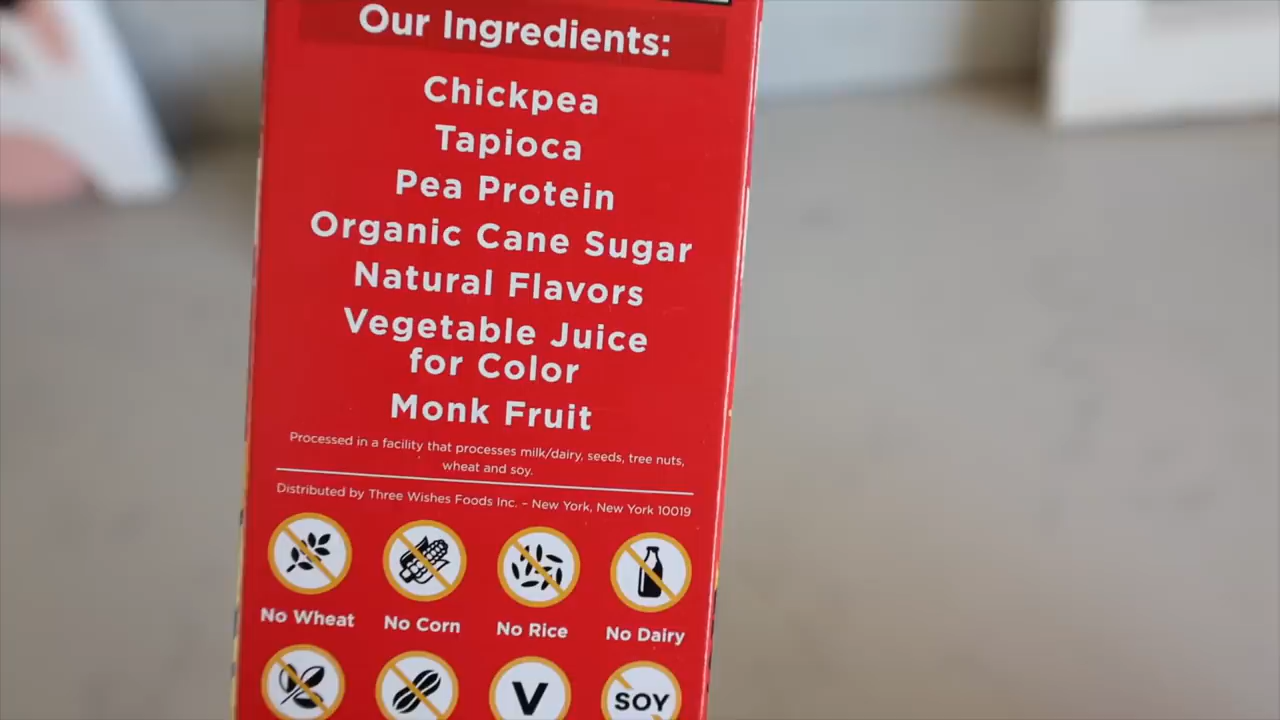 Our Ingredients:
Chickpea
Tapioca
Pea Protein
Organic Cane Sugar
Natural Flavors
Vegetable Juice
for Color
Monk Fruit
Processed in a facility that processes milk/dairy, seeds, tree nuts,
wheat and soy.
Distributed by Three Wishes Foods Inc. – New York, New York 10019
No Wheat No Corn No Rice No Dairy
V SOY